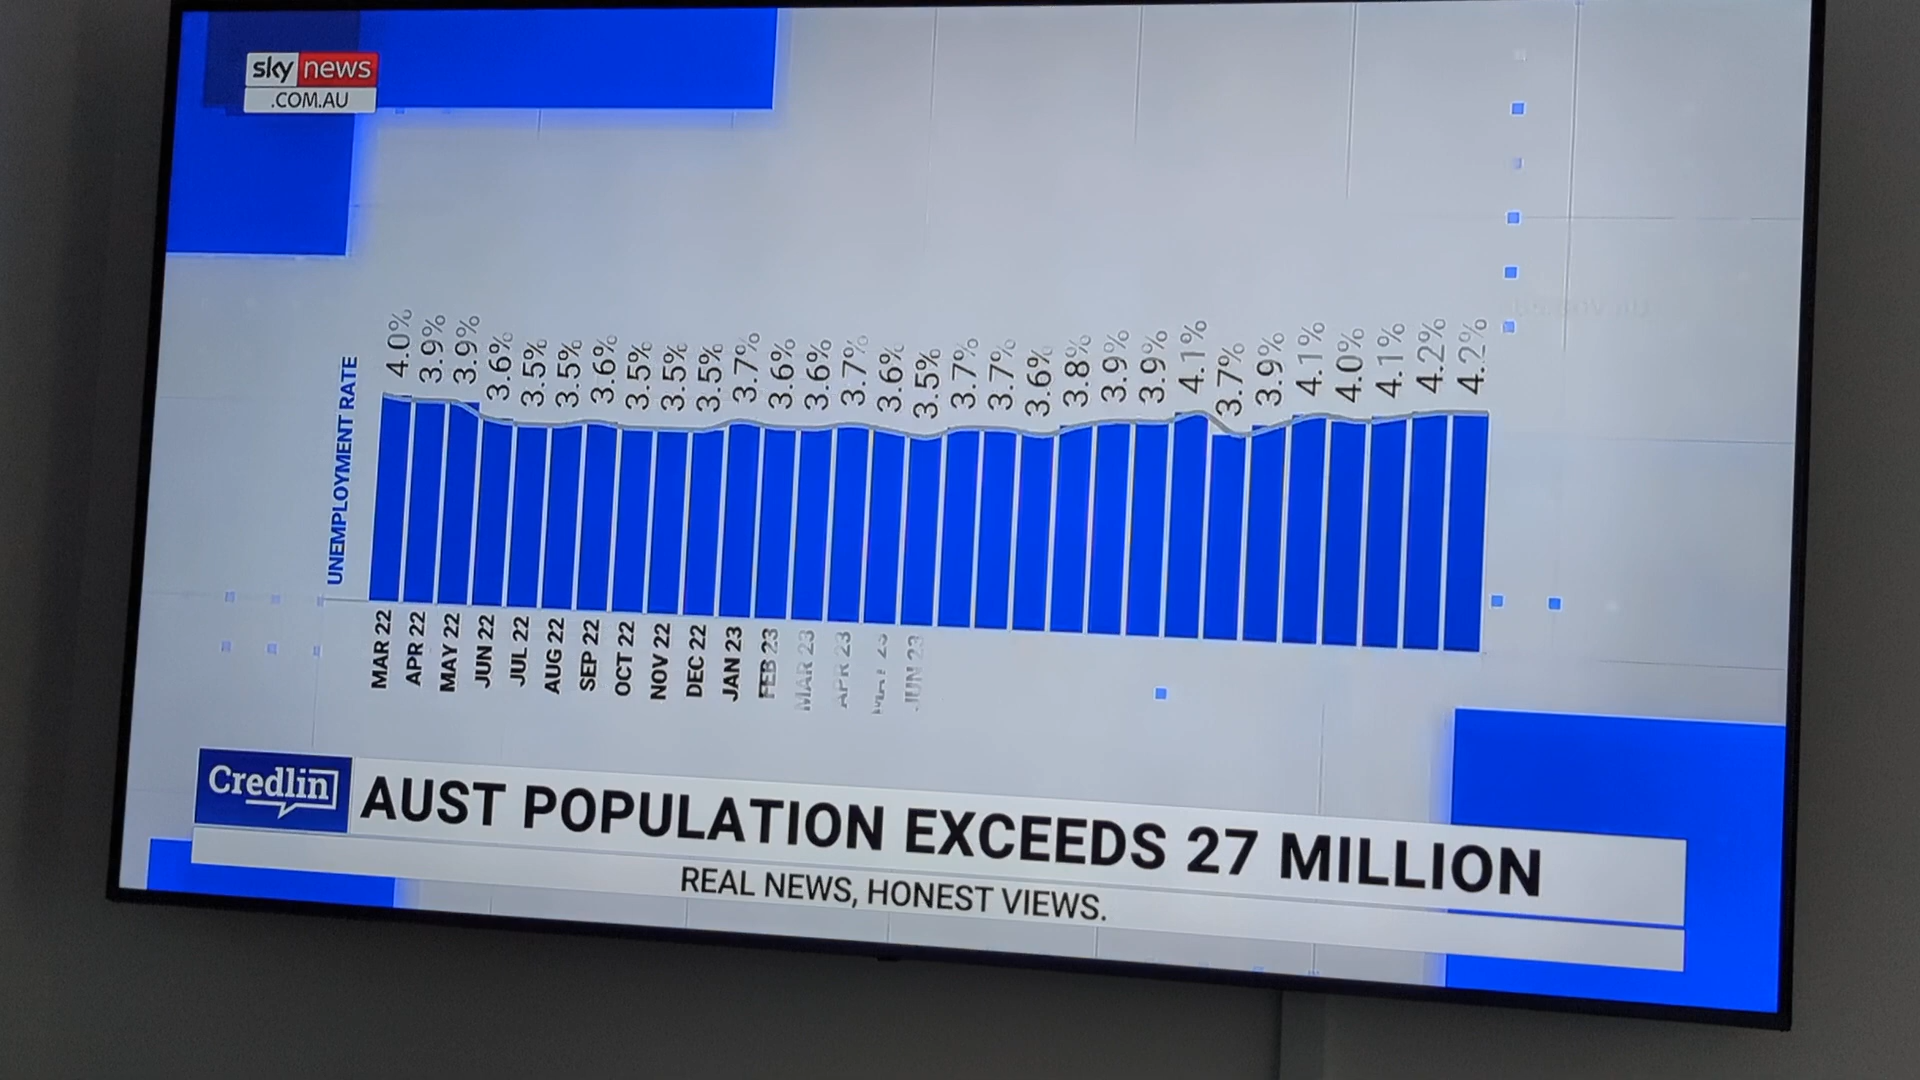 sky news
.COM.AU
UNEMPLOYMENT RATE
4.0% 3.9% 3.9% 3.6% 3.5% 3.5% 3.6% 3.5% 3.5% 3.5% 3.7% 3.6% 3.6% 3.7% 3.6% 3.5% 3.7% 3.7% 3.6% 3.8% 3.9% 3.9% 4.1% 3.7% 3.9% 4.1% 4.0% 4.1% 4.2% 4.2%
MAR 22 APR 22 MAY 22 JUN 22 JUL 22 AUG 22 SEP 22 OCT 22 NOV 22 DEC 22 JAN 23 FEB 23 MAR 23 APR 23 JUN 23
Credlin
AUST POPULATION EXCEEDS 27 MILLION
REAL NEWS, HONEST VIEWS.